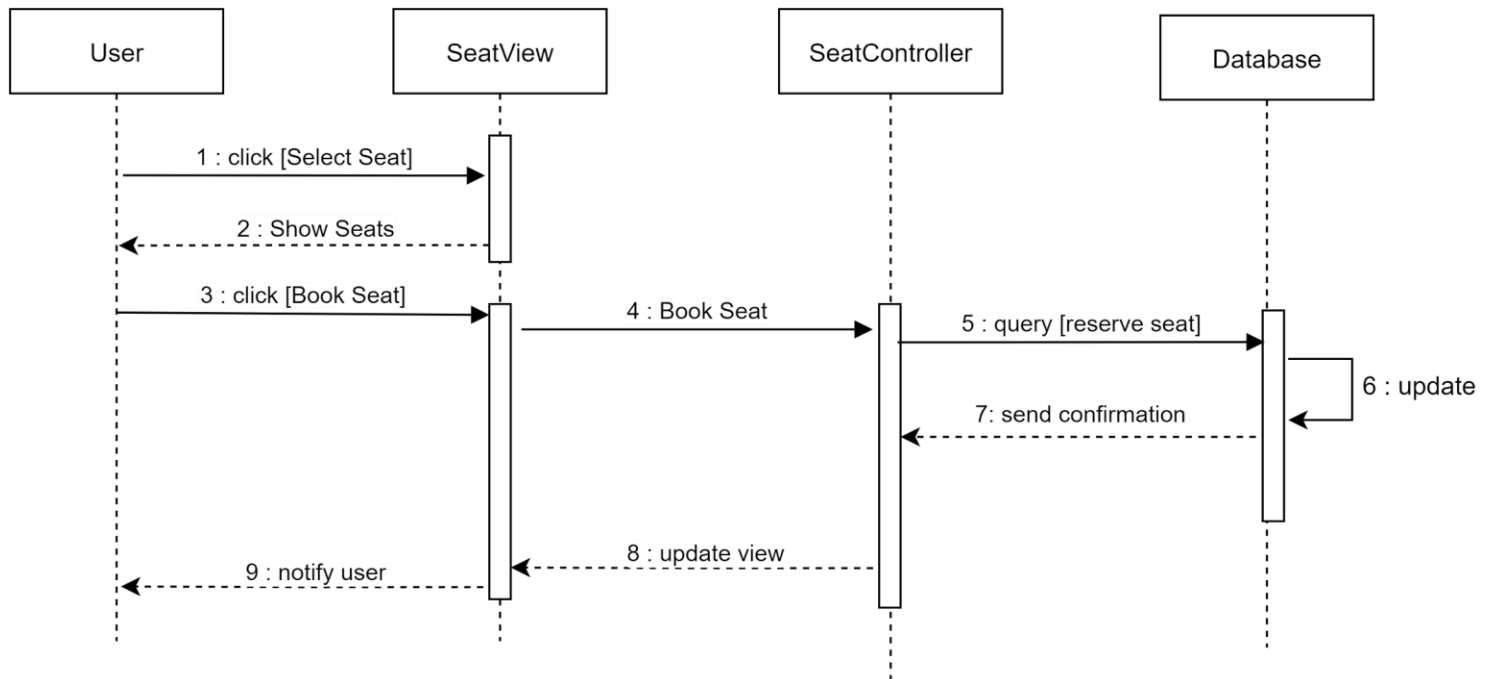 User
SeatView
SeatController
Database
1 : click [Select Seat]
2 : Show Seats
3 : click [Book Seat]
4 : Book Seat
5 : query [reserve seat]
6 : update
7: send confirmation
8 : update view
9 : notify user